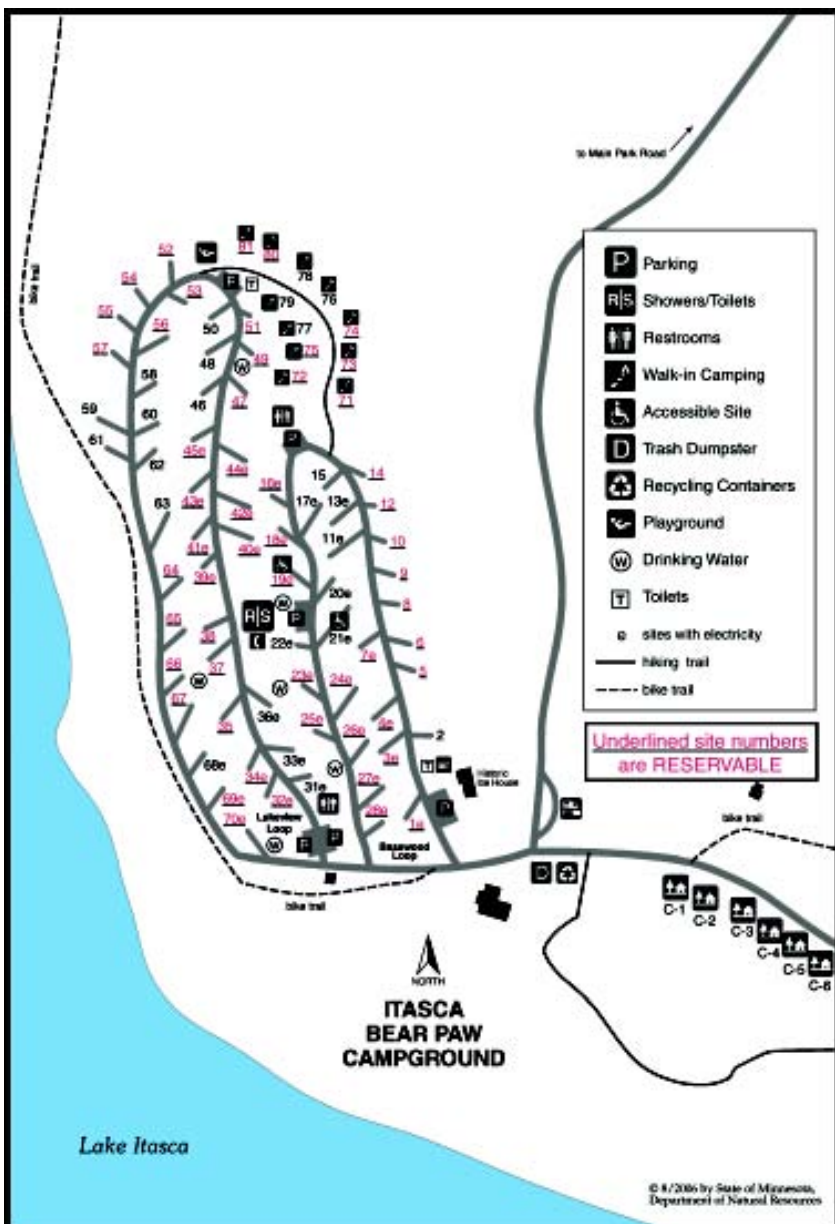 to Main Park Road
bike trail
P Parking
R|S Showers/Toilets
Restrooms
Walk-in Camping
Accessible Site
D Trash Dumpster
Recycling Containers
Playground
W Drinking Water
T Toilets
e sites with electricity
hiking trail
bike trail
Underlined site numbers
are RESERVABLE
52
81
80
78
76
54
53
P
T
79
55
56
50
51
77
74
57
48
49
75
73
W
58
72
71
46
47
59
60
61
45e
P
62
44e
15
14
16e
17e
13e
12
63
43e
42e
18e
11e
10
41e
40e
64
39e
19e
9
20e
65
38
R|S
W
P
8
22e
21e
6
66
37
7e
5
W
23e
24e
67
W
35
36e
25e
26e
4e
2
68e
33e
3e
T
34e
W
27e
Historic
Ice House
69e
32e
31e
28e
1e
P
70e
Lakeview
Loop
W
P
P
Basswood
Loop
bike trail
bike trail
D
C-1
C-2
C-3
C-4
C-5
C-6
NORTH
ITASCA
BEAR PAW
CAMPGROUND
Lake Itasca
© 8/2006 by State of Minnesota,
Department of Natural Resources